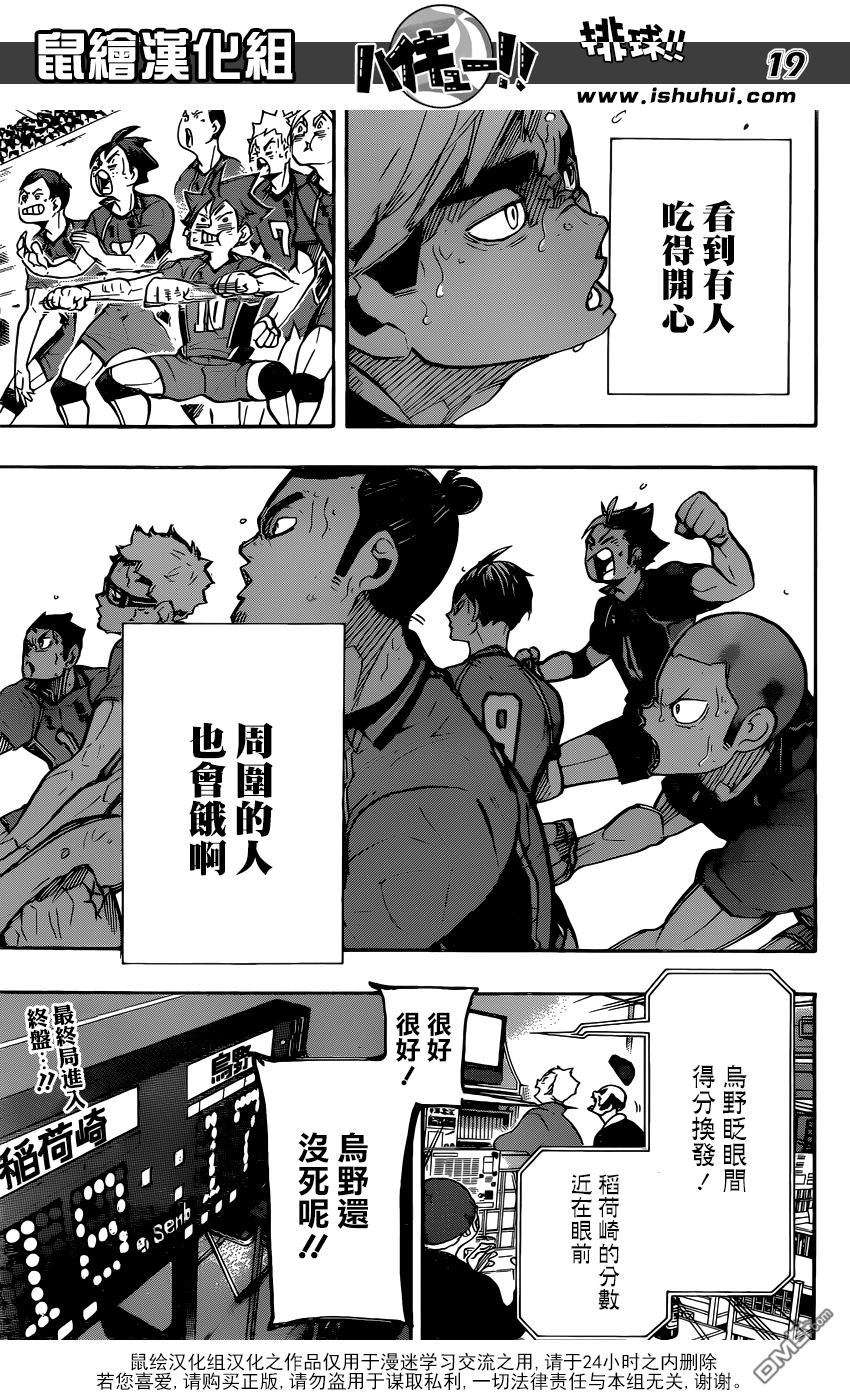 鼠繪漢化組
ハイキュー!!
排球!!
19
www.ishuhui.com
看到有人
吃得開心
7
10
9
周圍的人
也會餓啊
烏野眨眼間
得分換發!
稻荷崎的分數
近在眼前
很好
很好!
烏野還
沒死呢!!
最終局進入
終盤…!!
烏野
稲荷崎
17
18
Semb
鼠绘汉化组汉化之作品仅用于漫迷学习交流之用, 请于24小时之内删除
若您喜爱, 请购买正版, 请勿用于谋取私利, 一切法律责任与本组无关, 谢谢.